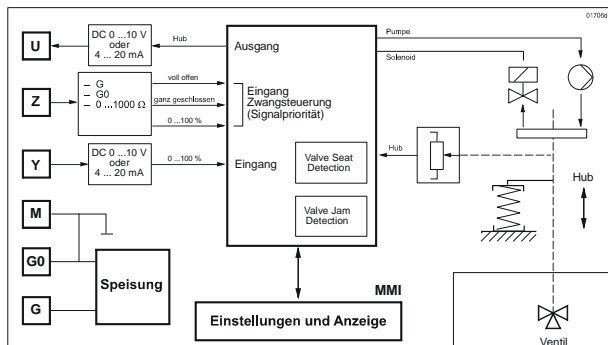 01706d
U
DC 0 ... 10 V
oder
4 ... 20 mA
Hub
Ausgang
Pumpe
Solenoid
Z
– G
– G0
– 0 ...1000 Ω
voll offen
ganz geschlossen
0 ...100 %
Eingang
Zwangsteuerung
(Signalpriorität)
Y
DC 0 ... 10 V
oder
4 ... 20 mA
0 ...100 %
Eingang
Valve Seat
Detection
Hub
Hub
M
Valve Jam
Detection
G0
Speisung
G
MMI
Einstellungen und Anzeige
Ventil